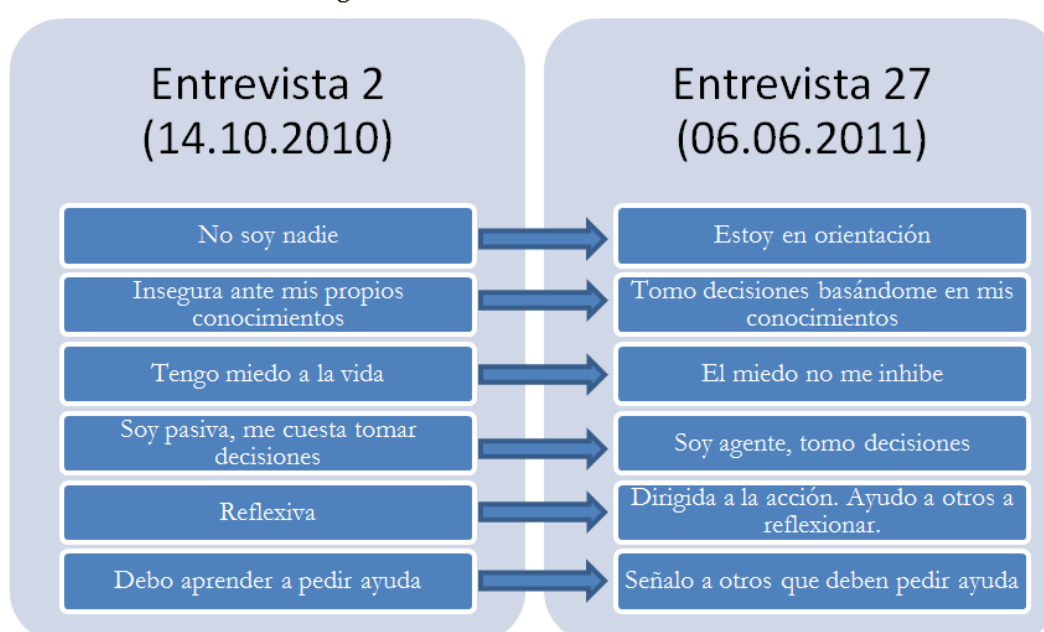 Entrevista 2
(14.10.2010)
No soy nadie
Insegura ante mis propios
conocimientos
Tengo miedo a la vida
Soy pasiva, me cuesta tomar
decisiones
Reflexiva
Debo aprender a pedir ayuda
Entrevista 27
(06.06.2011)
Estoy en orientación
Tomo decisiones basándome en mis
conocimientos
El miedo no me inhibe
Soy agente, tomo decisiones
Dirigida a la acción. Ayudo a otros a
reflexionar.
Señalo a otros que deben pedir ayuda